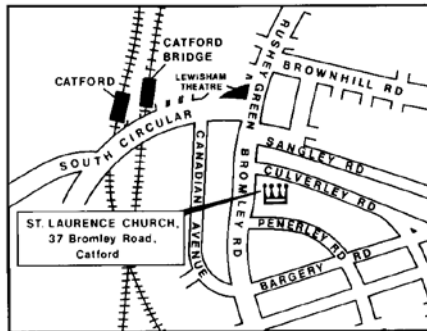 CATFORD
BRIDGE
CATFORD
LEWISHAM
THEATRE
RUSHEY GREEN
BROWNHILL RD
SOUTH CIRCULAR
CANADIAN AVENUE
BROMLEY RD
SANGLEY RD
CULVERLEY RD
PENERLEY RD
BARGERY RD
ST. LAURENCE CHURCH,
37 Bromley Road,
Catford